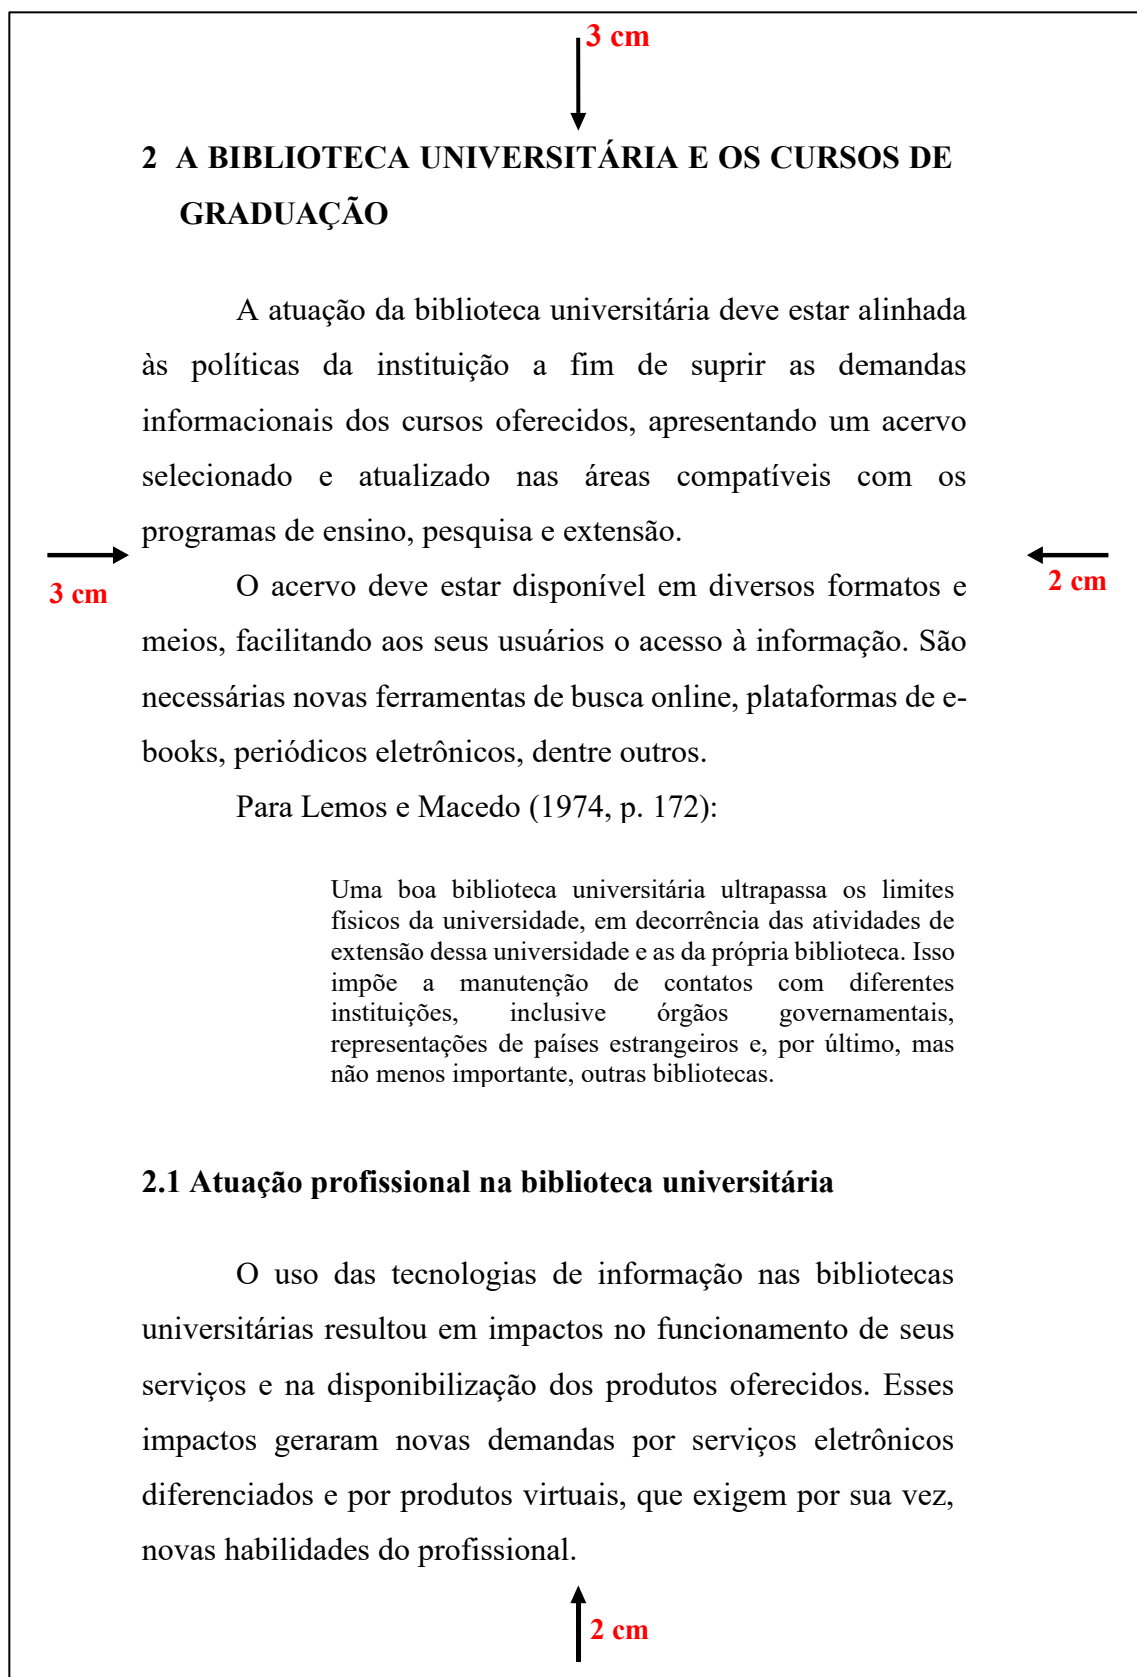 3 cm
2 A BIBLIOTECA UNIVERSITÁRIA E OS CURSOS DE
GRADUAÇÃO
A atuação da biblioteca universitária deve estar alinhada
às políticas da instituição a fim de suprir as demandas
informacionais dos cursos oferecidos, apresentando um acervo
selecionado e atualizado nas áreas compatíveis com os
programas de ensino, pesquisa e extensão.
3 cm
2 cm
O acervo deve estar disponível em diversos formatos e
meios, facilitando aos seus usuários o acesso à informação. São
necessárias novas ferramentas de busca online, plataformas de e-
books, periódicos eletrônicos, dentre outros.
Para Lemos e Macedo (1974, p. 172):
Uma boa biblioteca universitária ultrapassa os limites
físicos da universidade, em decorrência das atividades de
extensão dessa universidade e as da própria biblioteca. Isso
impõe a manutenção de contatos com diferentes
instituições, inclusive órgãos governamentais,
representações de países estrangeiros e, por último, mas
não menos importante, outras bibliotecas.
2.1 Atuação profissional na biblioteca universitária
O uso das tecnologias de informação nas bibliotecas
universitárias resultou em impactos no funcionamento de seus
serviços e na disponibilização dos produtos oferecidos. Esses
impactos geraram novas demandas por serviços eletrônicos
diferenciados e por produtos virtuais, que exigem por sua vez,
novas habilidades do profissional.
2 cm